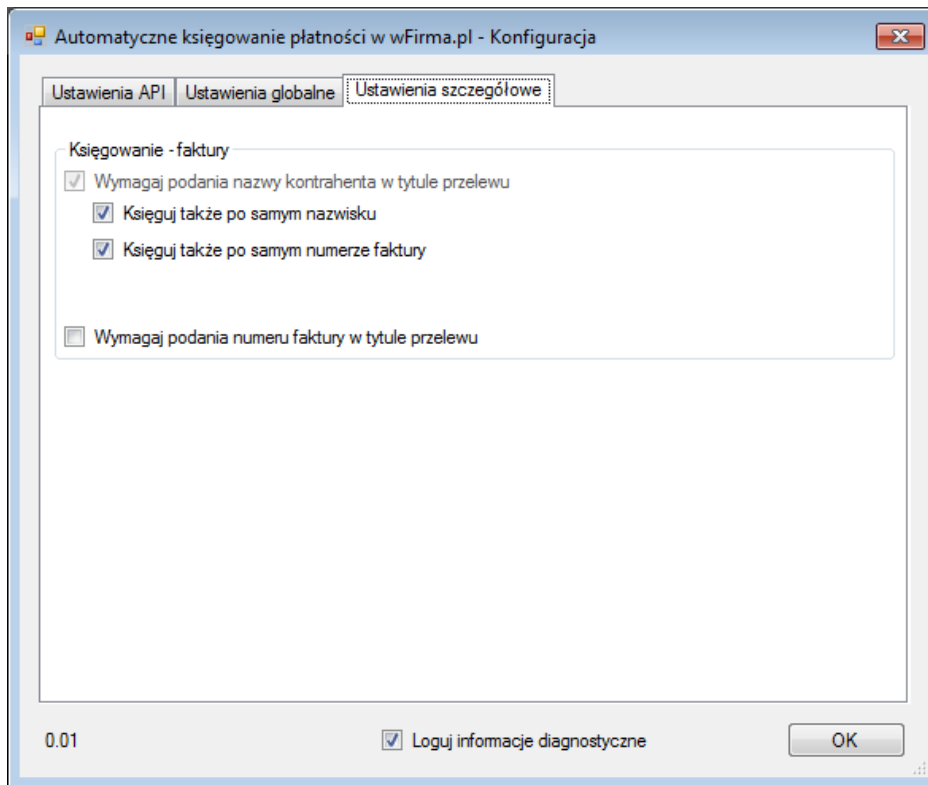 Automatyczne księgowanie płatności w wFirma.pl - Konfiguracja
Ustawienia API Ustawienia globalne Ustawienia szczegółowe
Księgowanie - faktury
Wymagaj podania nazwy kontrahenta w tytule przelewu
Księguj także po samym nazwisku
Księguj także po samym numerze faktury
Wymagaj podania numeru faktury w tytule przelewu
0.01 Loguj informacje diagnostyczne OK